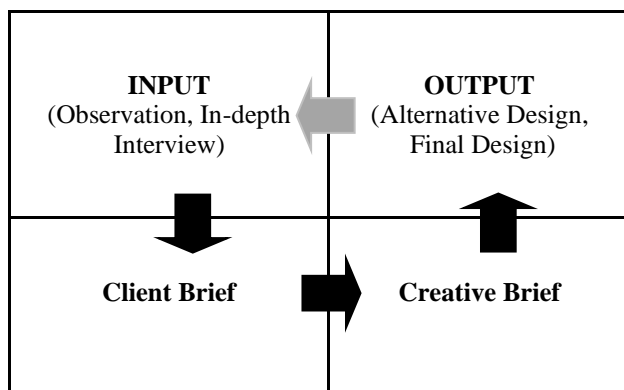 INPUT
(Observation, In-depth
Interview)
OUTPUT
(Alternative Design,
Final Design)
Client Brief
Creative Brief